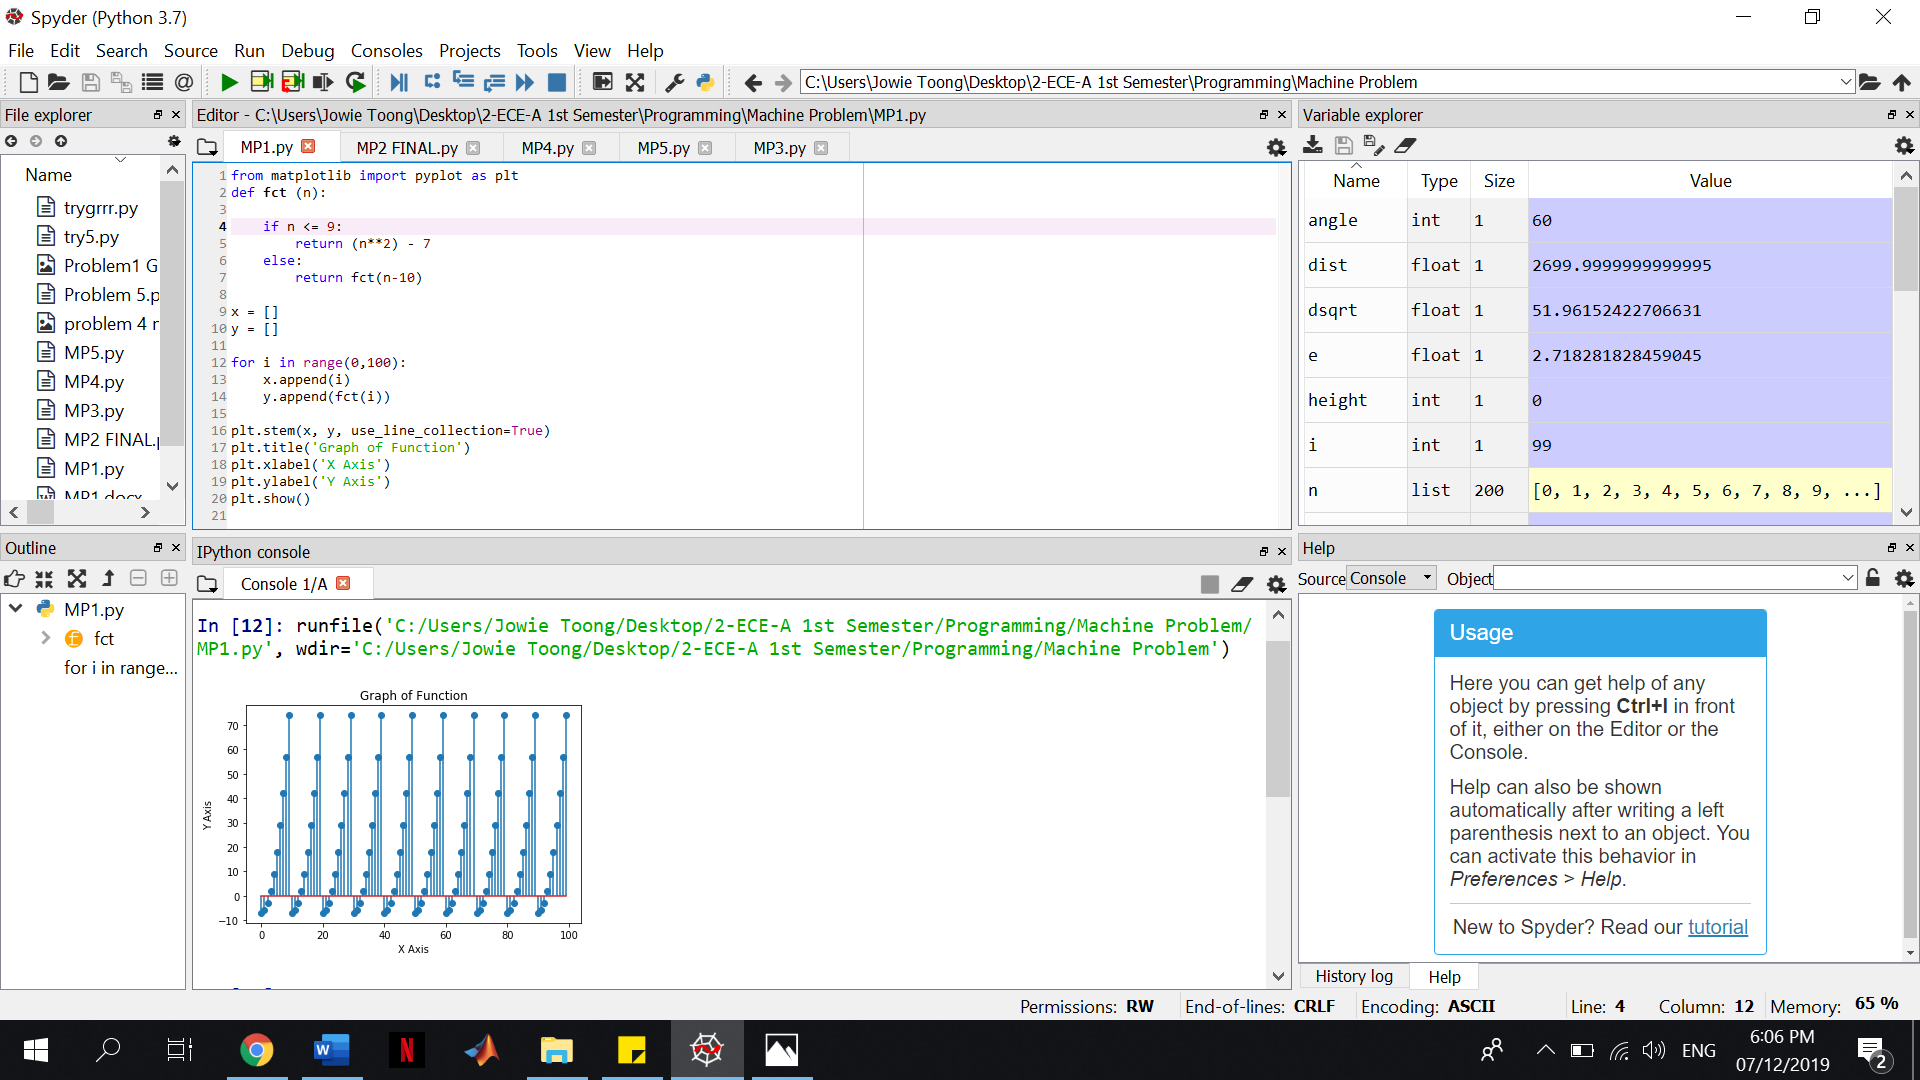 Spyder (Python 3.7)
File Edit Search Source Run Debug Consoles Projects Tools View Help
C:\Users\Jowie Toong\Desktop\2-ECE-A 1st Semester\Programming\Machine Problem
File explorer
Name
trygrrr.py
try5.py
Problem1 G
Problem 5.p
problem 4 r
MP5.py
MP4.py
MP3.py
MP2 FINAL.
MP1.py
MP1.docx
Outline
MP1.py
fct
for i in range...
Editor - C:\Users\Jowie Toong\Desktop\2-ECE-A 1st Semester\Programming\Machine Problem\MP1.py
MP1.py MP2 FINAL.py MP4.py MP5.py MP3.py
1 from matplotlib import pyplot as plt
2 def fct (n):
3
4 if n <= 9:
5 return (n**2) - 7
6 else:
7 return fct(n-10)
8
9 x = []
10 y = []
11
12 for i in range(0,100):
13 x.append(i)
14 y.append(fct(i))
15
16 plt.stem(x, y, use_line_collection=True)
17 plt.title('Graph of Function')
18 plt.xlabel('X Axis')
19 plt.ylabel('Y Axis')
20 plt.show()
21
IPython console
Console 1/A
In [12]: runfile('C:/Users/Jowie Toong/Desktop/2-ECE-A 1st Semester/Programming/Machine Problem/
MP1.py', wdir='C:/Users/Jowie Toong/Desktop/2-ECE-A 1st Semester/Programming/Machine Problem')
Graph of Function
Y Axis
70
60
50
40
30
20
10
0
−10
0 20 40 60 80 100
X Axis
Variable explorer
Name Type Size Value
angle int 1 60
dist float 1 2699.9999999999995
dsqrt float 1 51.96152422706631
e float 1 2.718281828459045
height int 1 0
i int 1 99
n list 200 [0, 1, 2, 3, 4, 5, 6, 7, 8, 9, ...]
Help
Source Console Object
Usage
Here you can get help of any
object by pressing Ctrl+I in front
of it, either on the Editor or the
Console.
Help can also be shown
automatically after writing a left
parenthesis next to an object. You
can activate this behavior in
Preferences > Help.
New to Spyder? Read our tutorial
History log Help
Permissions: RW End-of-lines: CRLF Encoding: ASCII Line: 4 Column: 12 Memory: 65 %
ENG
6:06 PM
07/12/2019
2